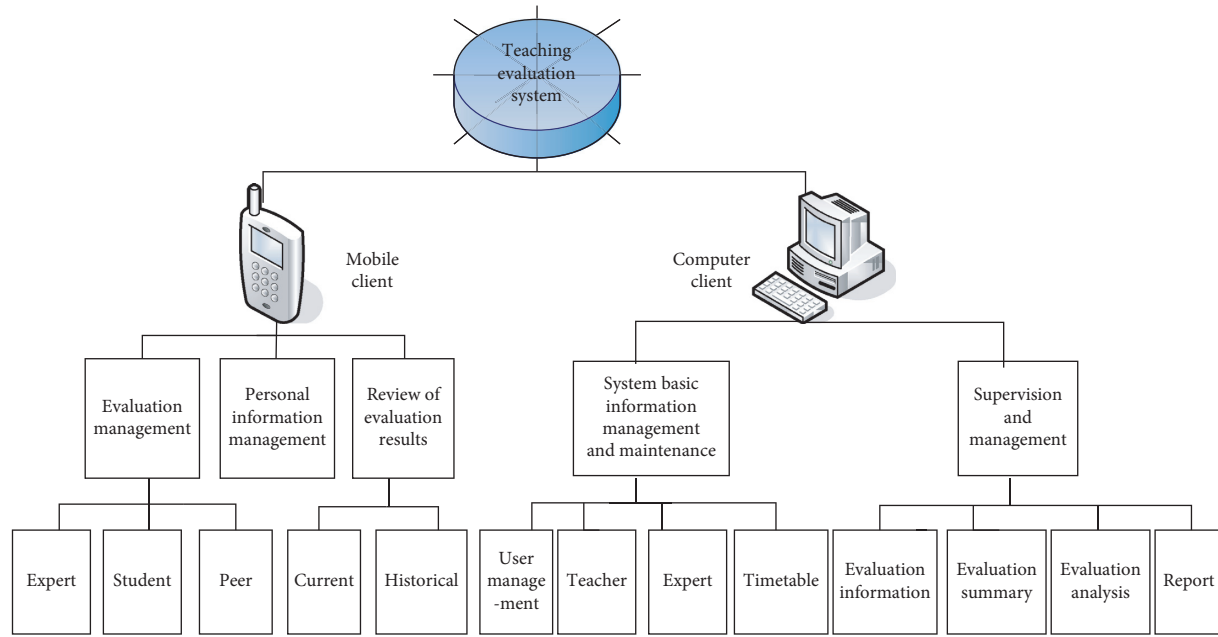 Teaching
evaluation
system
Mobile
client
Computer
client
Evaluation
management
Personal
information
management
Review of
evaluation
results
System basic
information
management
and maintenance
Supervision
and
management
Expert
Student
Peer
Current
Historical
User
manage
-ment
Teacher
Expert
Timetable
Evaluation
information
Evaluation
summary
Evaluation
analysis
Report